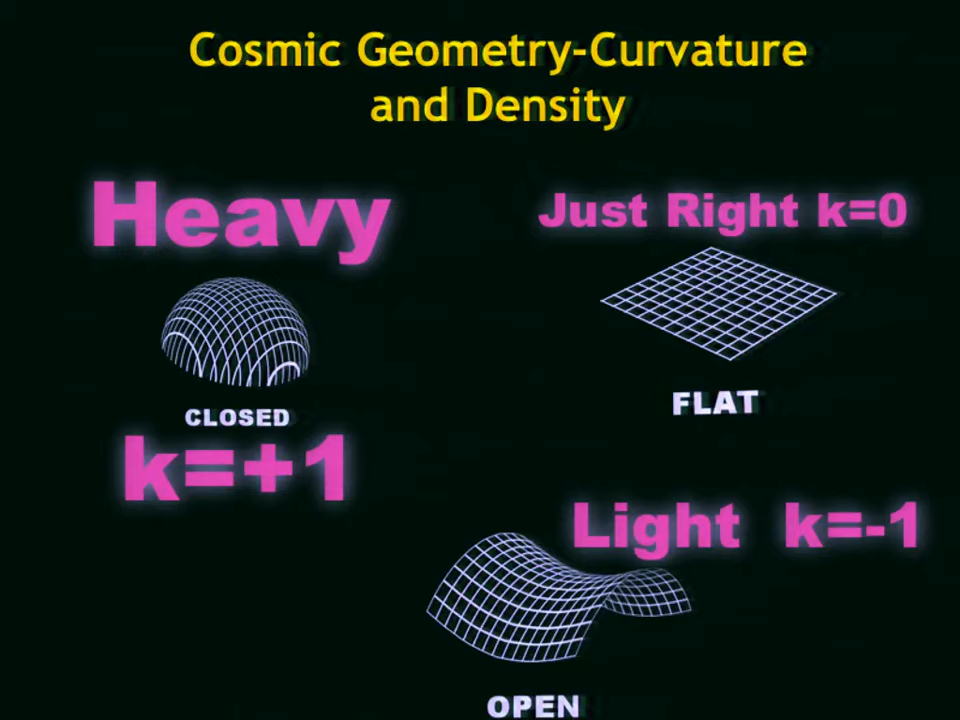 Cosmic Geometry-Curvature
and Density
Heavy
Just Right k=0
CLOSED
FLAT
k=+1
Light k=-1
OPEN